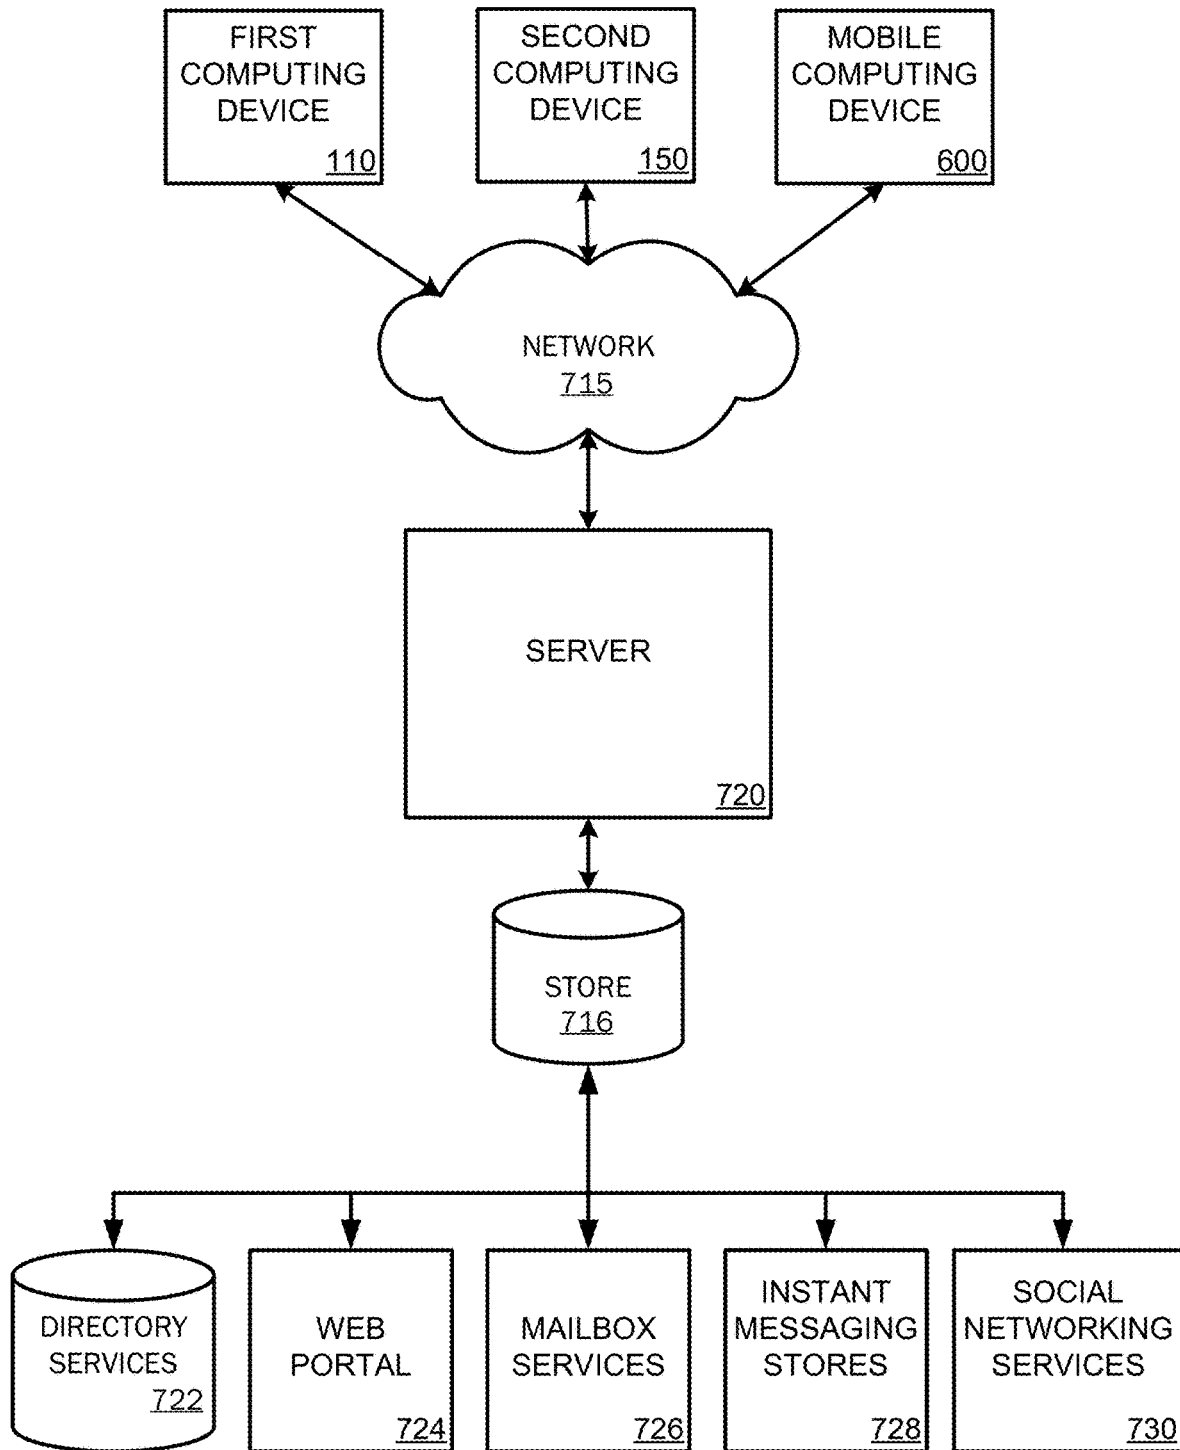 FIRST
COMPUTING
DEVICE
110
SECOND
COMPUTING
DEVICE
150
MOBILE
COMPUTING
DEVICE
600
NETWORK
715
SERVER
720
STORE
716
DIRECTORY
SERVICES
722
WEB
PORTAL
724
MAILBOX
SERVICES
726
INSTANT
MESSAGING
STORES
728
SOCIAL
NETWORKING
SERVICES
730